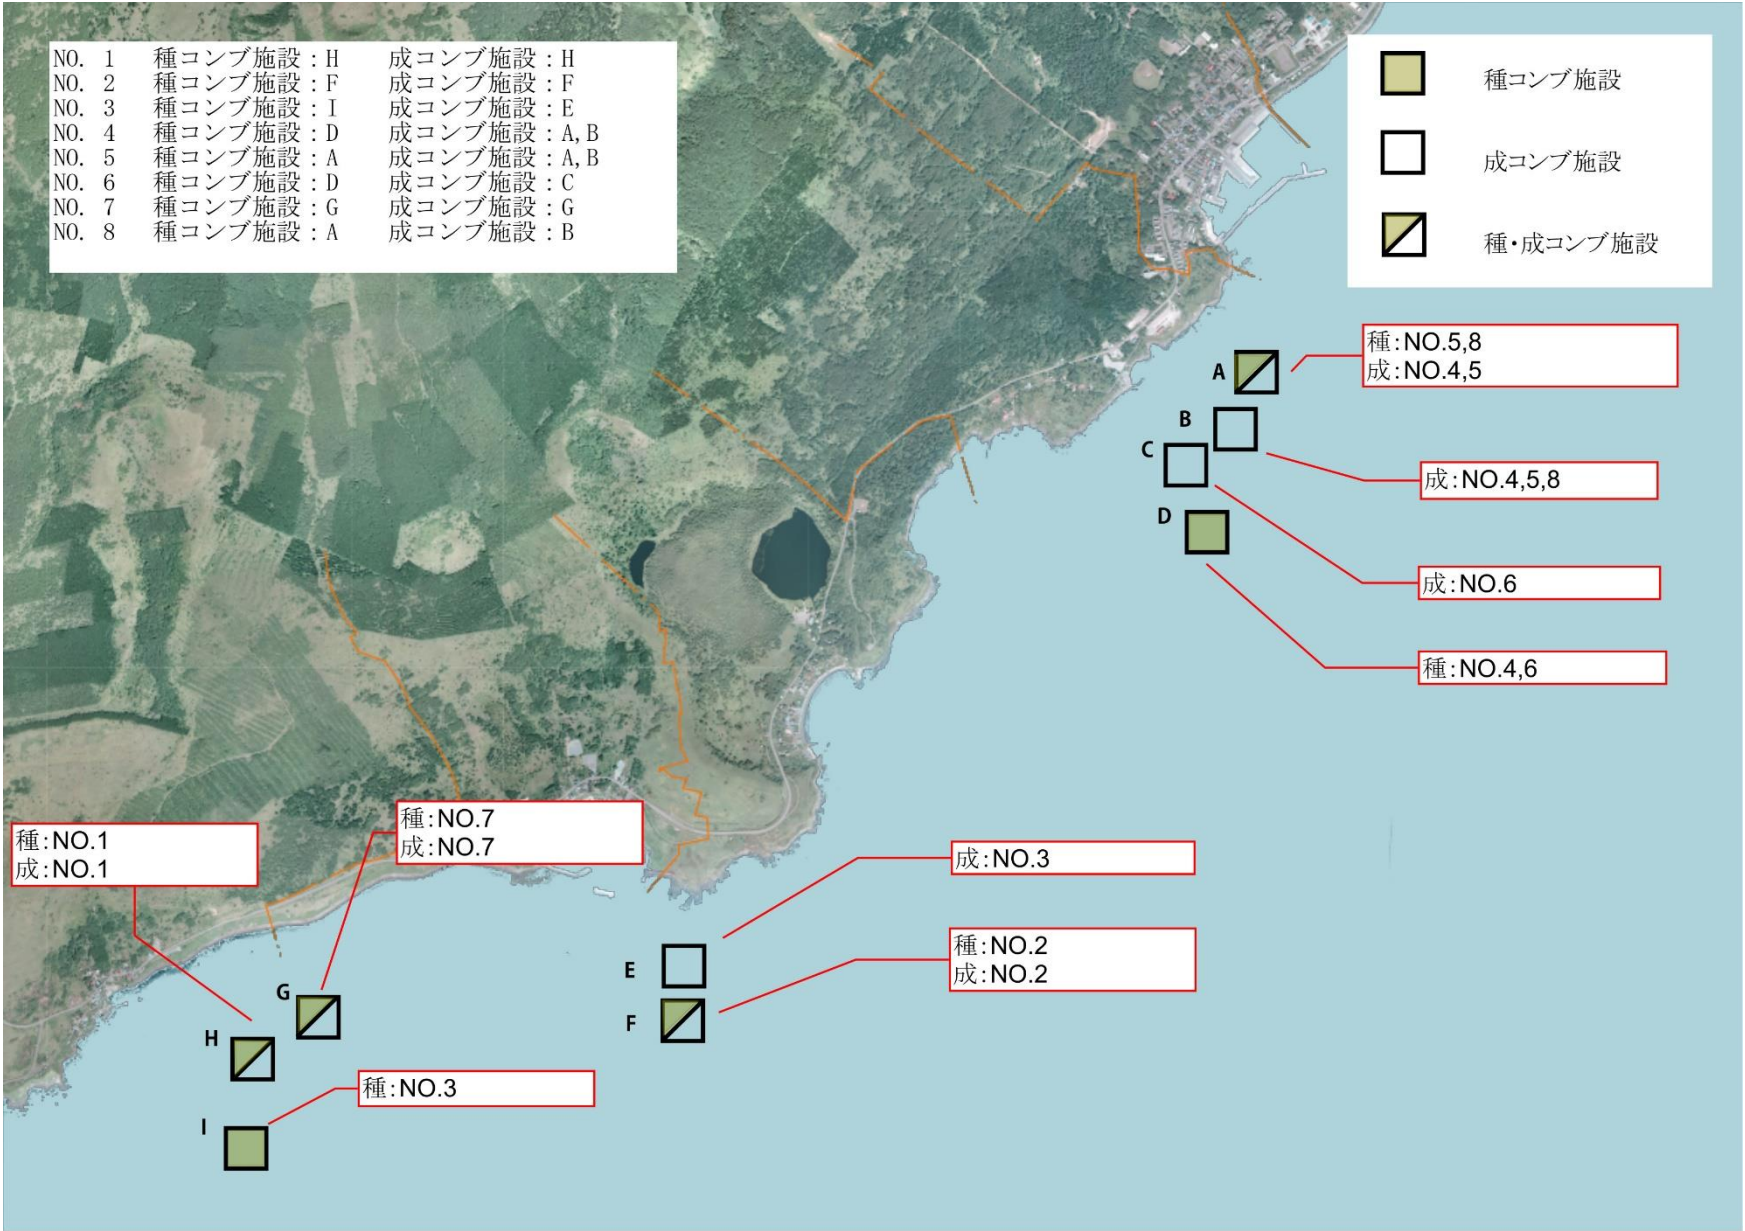 NO. 1 種コンブ施設：H 成コンブ施設：H
NO. 2 種コンブ施設：F 成コンブ施設：F
NO. 3 種コンブ施設：I 成コンブ施設：E
NO. 4 種コンブ施設：D 成コンブ施設：A,B
NO. 5 種コンブ施設：A 成コンブ施設：A,B
NO. 6 種コンブ施設：D 成コンブ施設：C
NO. 7 種コンブ施設：G 成コンブ施設：G
NO. 8 種コンブ施設：A 成コンブ施設：B
種コンブ施設
成コンブ施設
種・成コンブ施設
A
種:NO.5,8
成:NO.4,5
B
成:NO.4,5,8
C
成:NO.6
D
種:NO.4,6
種:NO.1
成:NO.1
種:NO.7
成:NO.7
成:NO.3
種:NO.2
成:NO.2
E
F
G
H
種:NO.3
I